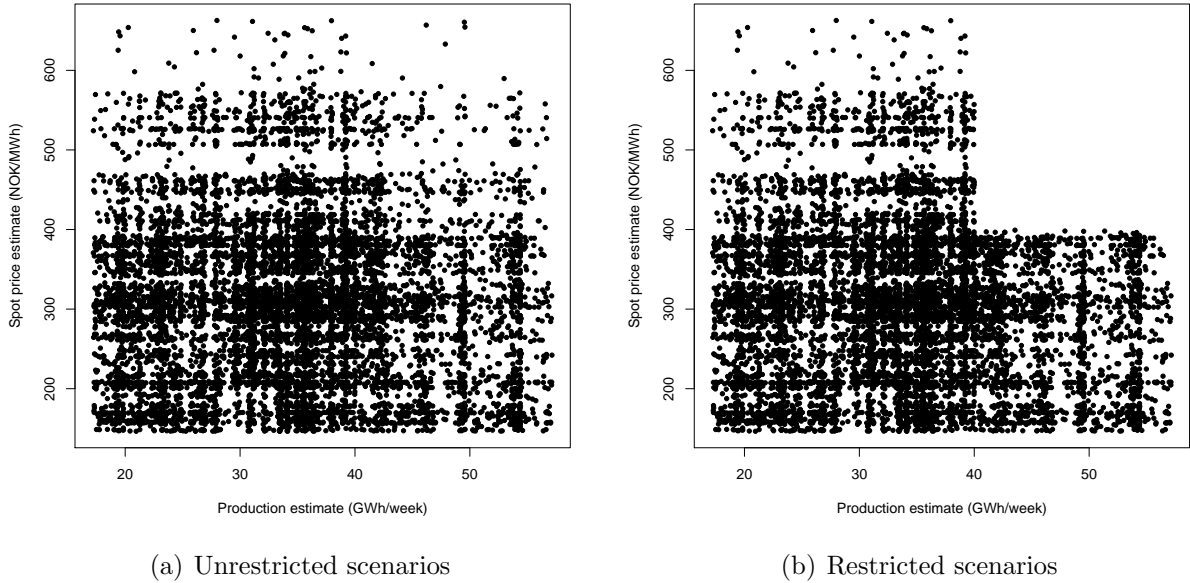 600
500
400
300
200
Spot price estimate (NOK/MWh)
20 30 40 50
Production estimate (GWh/week)
(a) Unrestricted scenarios
600
500
400
300
200
Spot price estimate (NOK/MWh)
20 30 40 50
Production estimate (GWh/week)
(b) Restricted scenarios